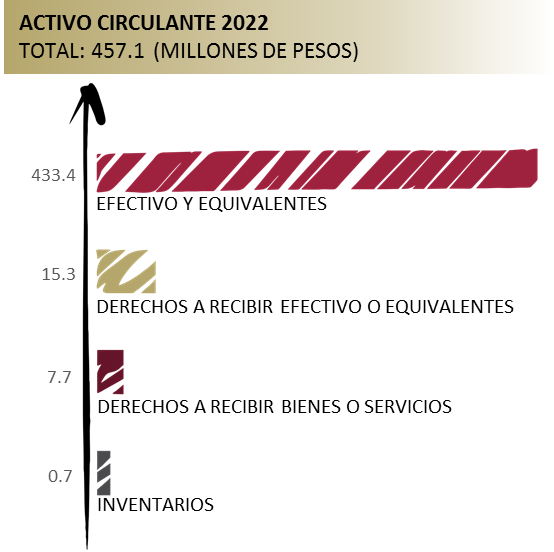 ACTIVO CIRCULANTE 2022
TOTAL: 457.1 (MILLONES DE PESOS)
433.4
EFECTIVO Y EQUIVALENTES
15.3
DERECHOS A RECIBIR EFECTIVO O EQUIVALENTES
7.7
DERECHOS A RECIBIR BIENES O SERVICIOS
0.7
INVENTARIOS